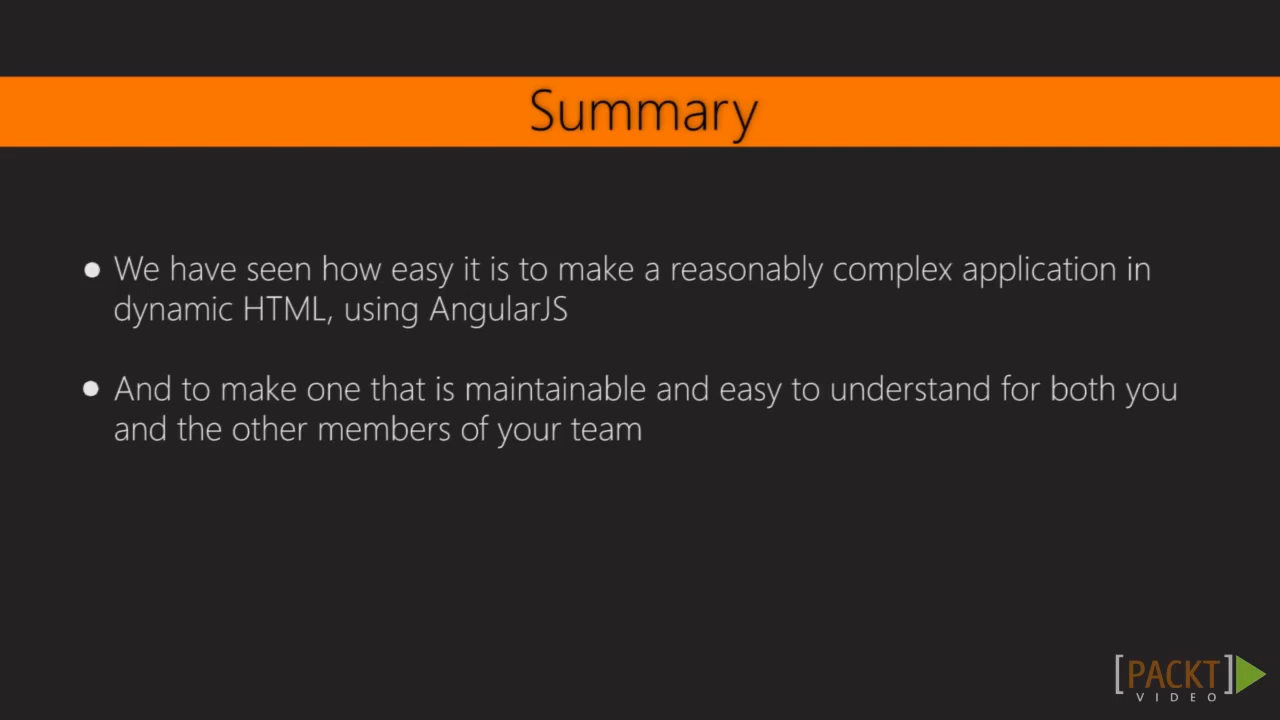 Summary
● We have seen how easy it is to make a reasonably complex application in
dynamic HTML, using AngularJS
● And to make one that is maintainable and easy to understand for both you
and the other members of your team
[PACKT]
VIDEO